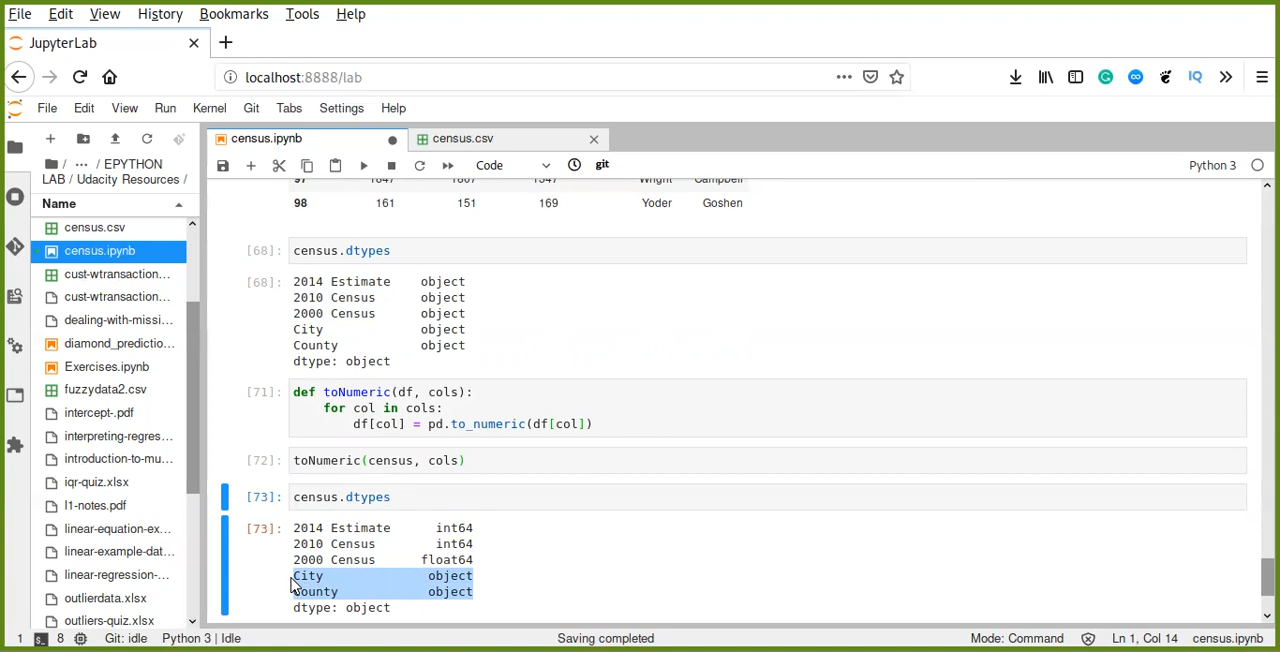 File Edit View History Bookmarks Tools Help
JupyterLab
localhost:8888/lab
IQ
File Edit View Run Kernel Git Tabs Settings Help
census.ipynb
census.csv
/ ... / EPYTHON
LAB / Udacity Resources /
Code
git
Python 3
Name
census.csv
census.ipynb
cust-wtransaction...
cust-wtransaction...
dealing-with-missi...
diamond_predictio...
Exercises.ipynb
fuzzydata2.csv
intercept-.pdf
interpreting-regres...
introduction-to-mu...
iqr-quiz.xlsx
l1-notes.pdf
linear-equation-ex...
linear-example-dat...
linear-regression-...
outlierdata.xlsx
outliers-quiz.xlsx
97 1847 1807 1547 Wright Campbell
98 161 151 169 Yoder Goshen
[68]: census.dtypes
[68]: 2014 Estimate object
2010 Census object
2000 Census object
City object
County object
dtype: object
[71]: def toNumeric(df, cols):
for col in cols:
df[col] = pd.to_numeric(df[col])
[72]: toNumeric(census, cols)
[73]: census.dtypes
[73]: 2014 Estimate int64
2010 Census int64
2000 Census float64
City object
County object
dtype: object
1 8 Git: idle Python 3 | Idle Saving completed Mode: Command Ln 1, Col 14 census.ipynb